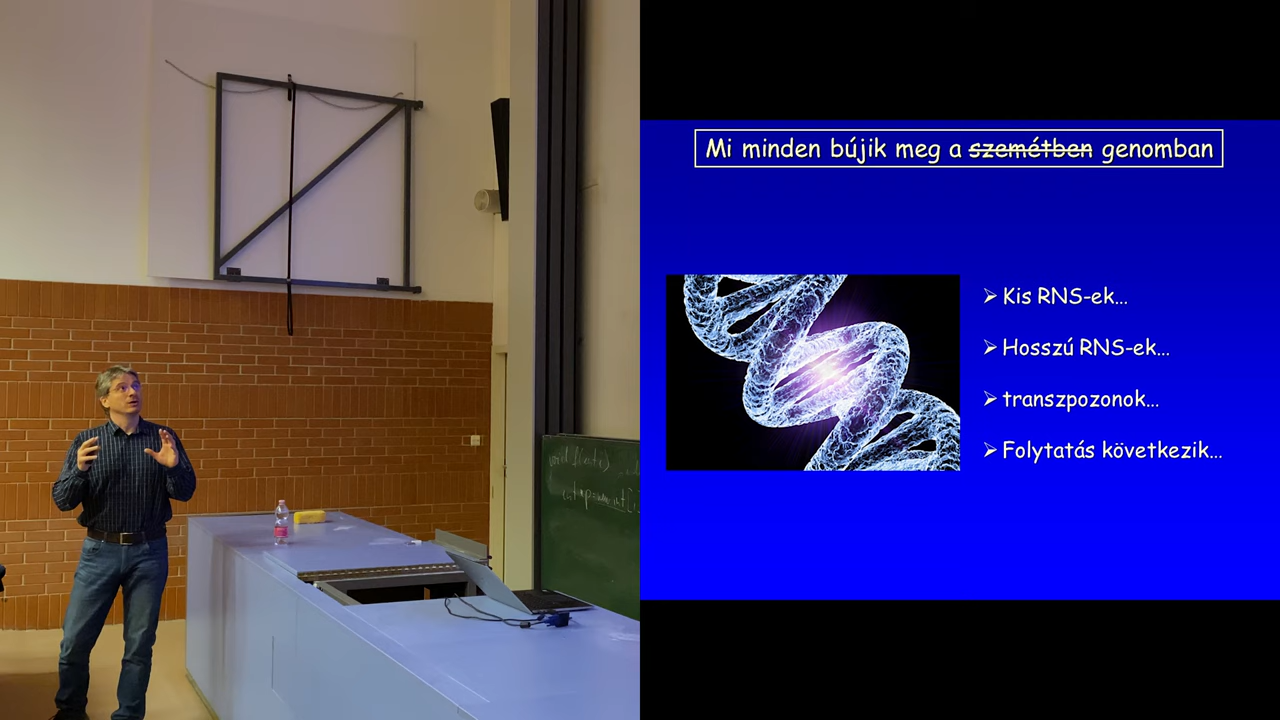 Mi minden bújik meg a szemétben genomban
Kis RNS-ek...
Hosszú RNS-ek...
transzpozonok...
Folytatás következik...